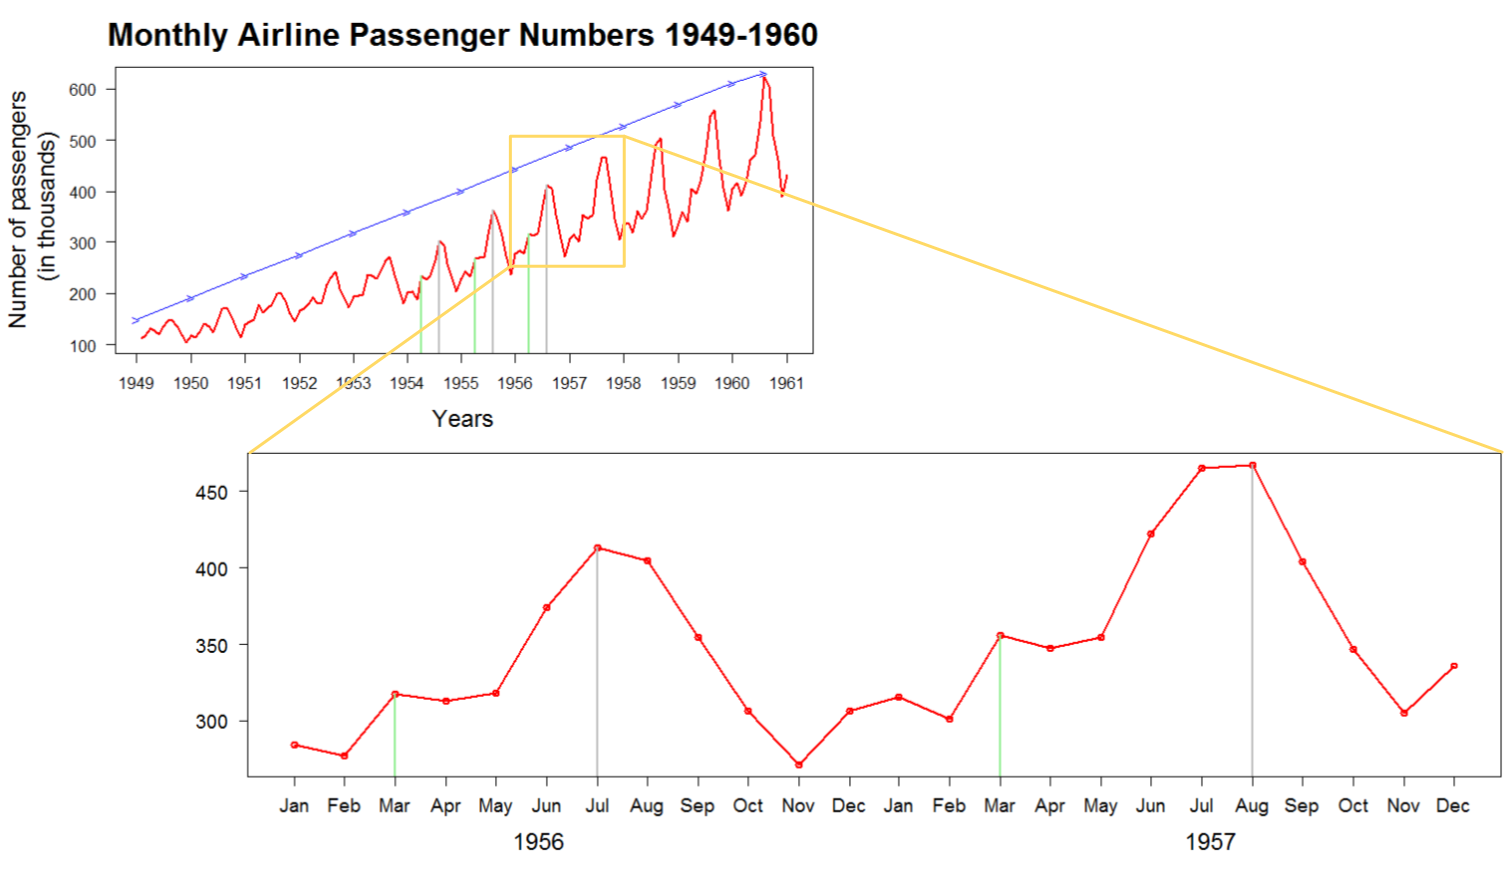 Monthly Airline Passenger Numbers 1949-1960
Number of passengers
(in thousands)
600
500
400
300
200
100
1949 1950 1951 1952 1953 1954 1955 1956 1957 1958 1959 1960 1961
Years
450
400
350
300
Jan Feb Mar Apr May Jun Jul Aug Sep Oct Nov Dec Jan Feb Mar Apr May Jun Jul Aug Sep Oct Nov Dec
1956 1957